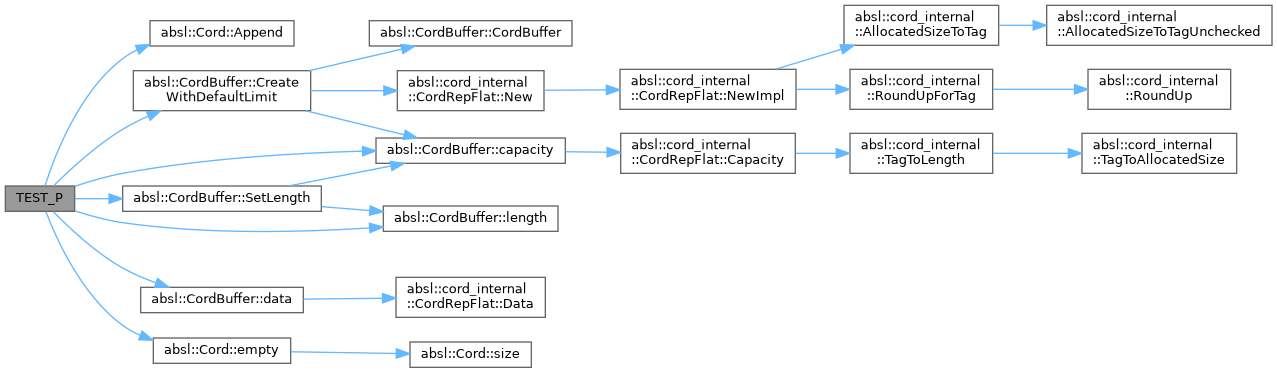 TEST_P
absl::Cord::Append
absl::CordBuffer::Create
WithDefaultLimit
absl::CordBuffer::CordBuffer
absl::cord_internal
::CordRepFlat::New
absl::cord_internal
::CordRepFlat::NewImpl
absl::cord_internal
::AllocatedSizeToTag
absl::cord_internal
::AllocatedSizeToTagUnchecked
absl::cord_internal
::RoundUpForTag
absl::cord_internal
::RoundUp
absl::CordBuffer::capacity
absl::cord_internal
::CordRepFlat::Capacity
absl::cord_internal
::TagToLength
absl::cord_internal
::TagToAllocatedSize
absl::CordBuffer::SetLength
absl::CordBuffer::length
absl::CordBuffer::data
absl::cord_internal
::CordRepFlat::Data
absl::Cord::empty
absl::Cord::size